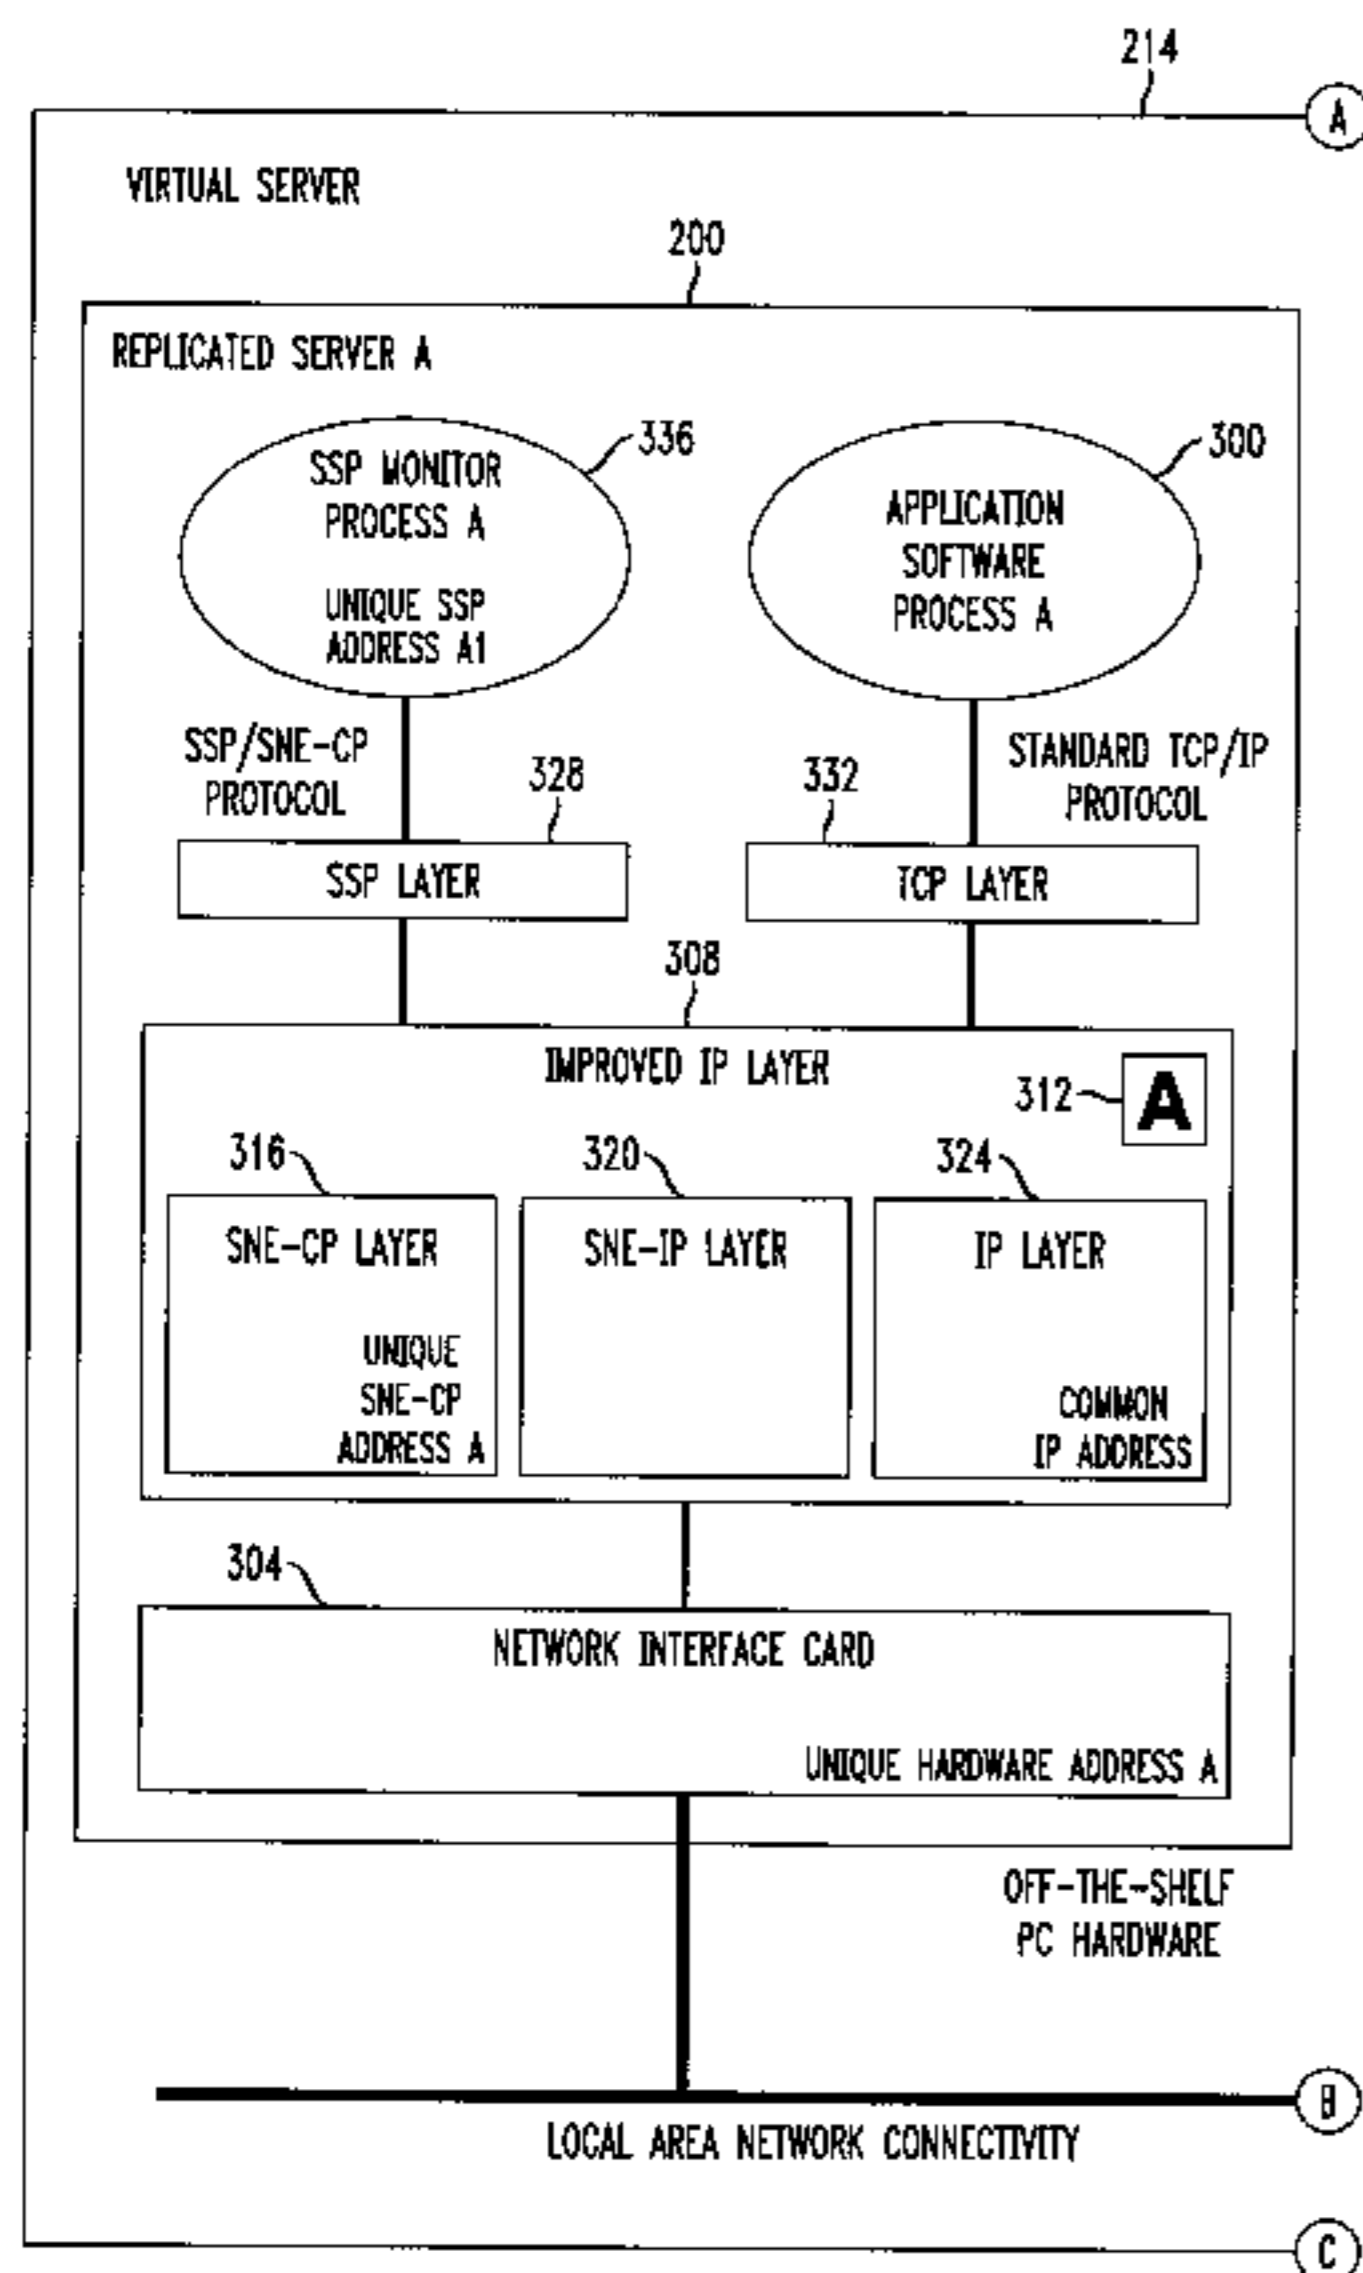 214
A
VIRTUAL SERVER
200
REPLICATED SERVER A
336
300
SSP MONITOR
PROCESS A
UNIQUE SSP
ADDRESS A1
APPLICATION
SOFTWARE
PROCESS A
SSP/SNE-CP
PROTOCOL
328
332
STANDARD TCP/IP
PROTOCOL
SSP LAYER
TCP LAYER
308
IMPROVED IP LAYER
312
A
316
320
324
SNE-CP LAYER
UNIQUE
SNE-CP
ADDRESS A
SNE-IP LAYER
IP LAYER
COMMON
IP ADDRESS
304
NETWORK INTERFACE CARD
UNIQUE HARDWARE ADDRESS A
OFF-THE-SHELF
PC HARDWARE
B
LOCAL AREA NETWORK CONNECTIVITY
C